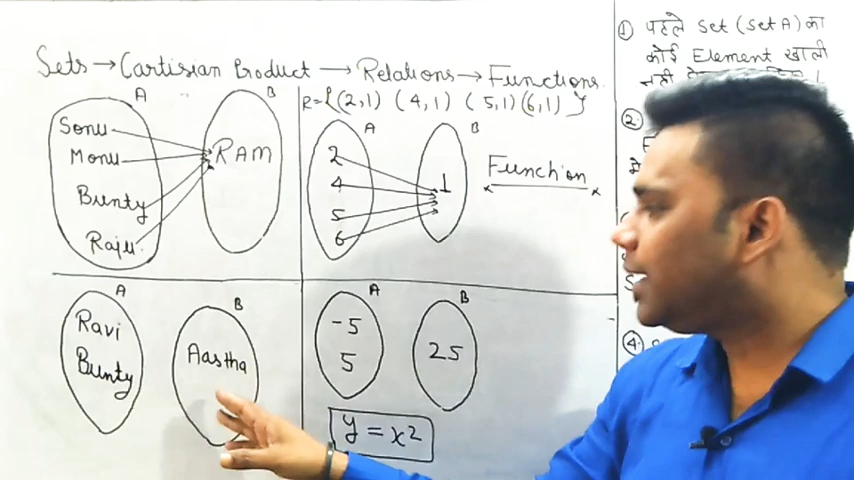 Sets → Cartisian Product → Relations → Functions.
A
B
Sonu
Monu
Bunty
Raju
RAM
R={(2,1) (4,1) (5,1)(6,1)}
A
B
2
4
5
6
1
Function
A
B
Ravi
Bunty
Aastha
A
B
-5
5
25
y = x²
① पहले set (set A) का
कोई Element खाली
②
④